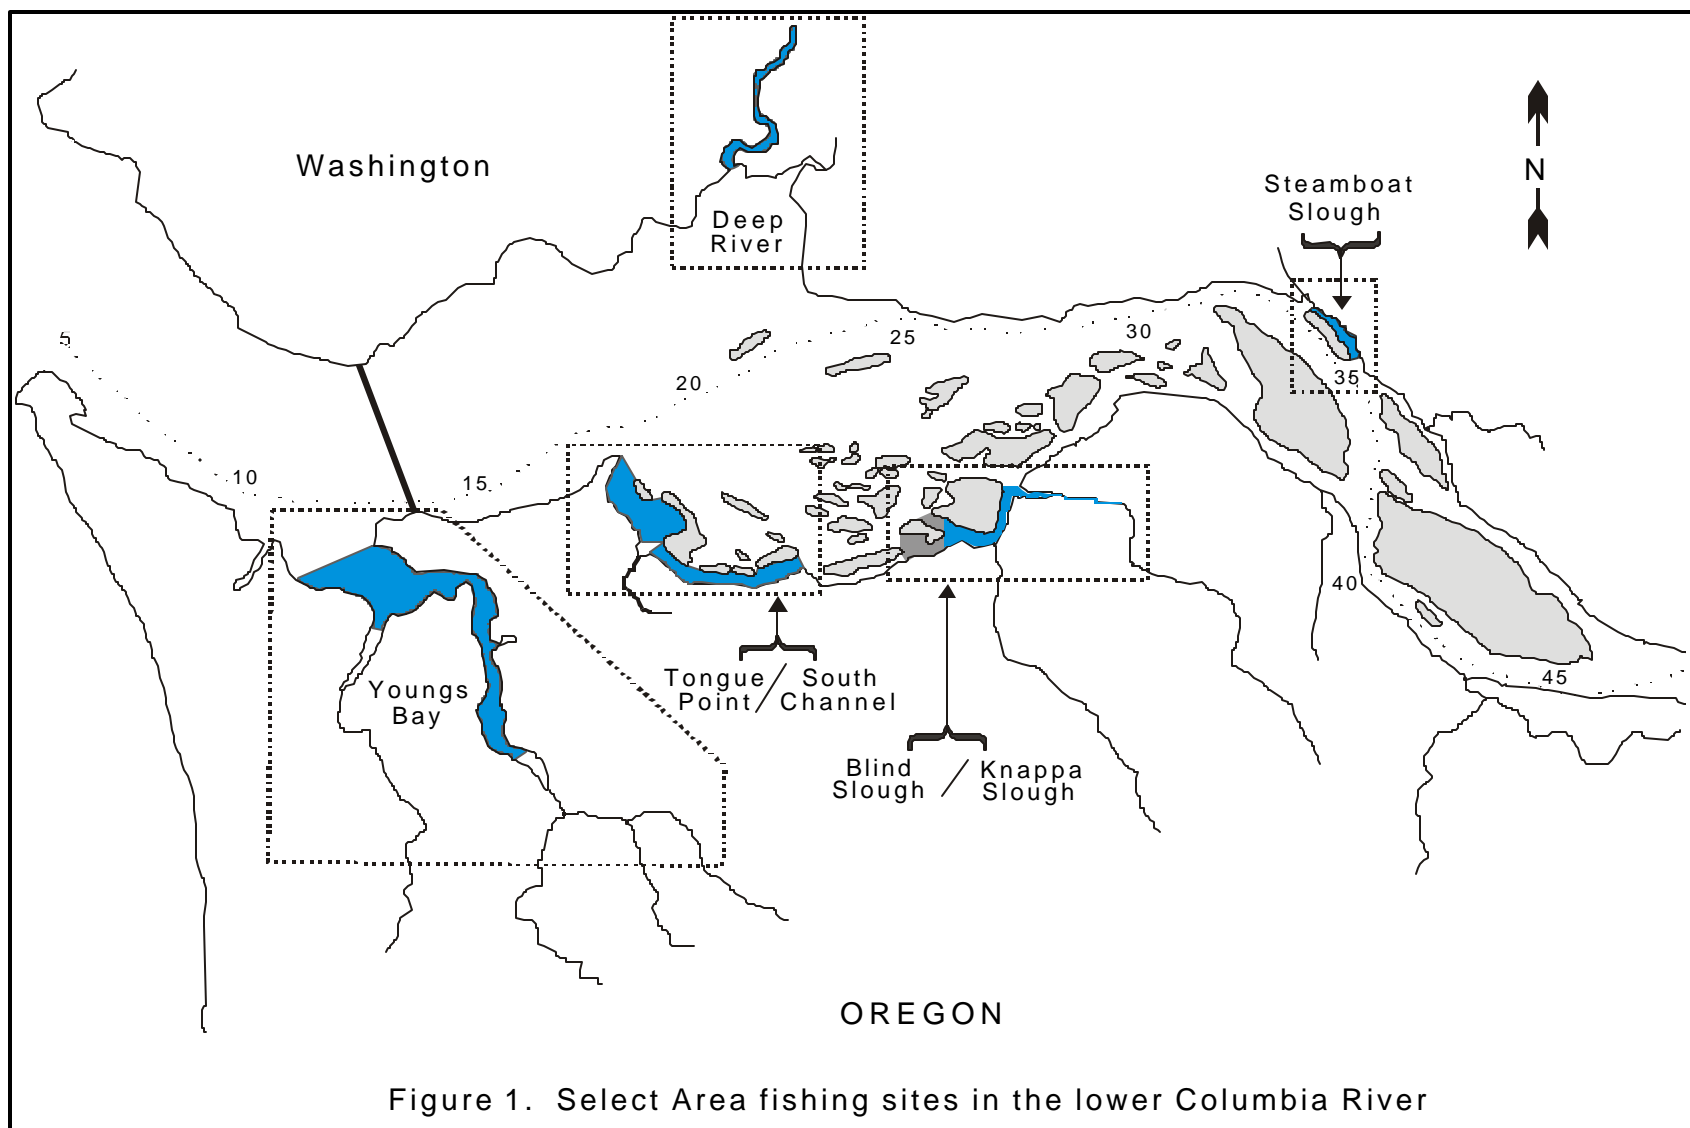 Washington
Deep
River
Steamboat
Slough
N
5
10
15
20
25
30
35
40
45
Youngs
Bay
Tongue / South
Point / Channel
Blind / Knappa
Slough / Slough
OREGON
Figure 1. Select Area fishing sites in the lower Columbia River